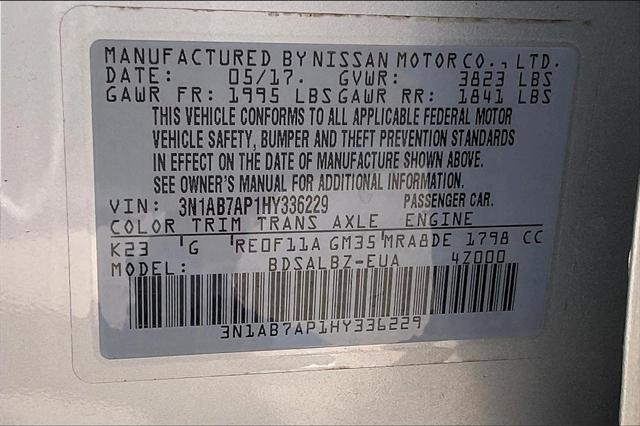 MANUFACTURED BY NISSAN MOTOR CO., LTD.
DATE: 05/17. GVWR: 3823 LBS
GAWR FR: 1995 LBS GAWR RR: 1841 LBS
THIS VEHICLE CONFORMS TO ALL APPLICABLE FEDERAL MOTOR
VEHICLE SAFETY, BUMPER AND THEFT PREVENTION STANDARDS
IN EFFECT ON THE DATE OF MANUFACTURE SHOWN ABOVE.
SEE OWNER'S MANUAL FOR ADDITIONAL INFORMATION.
VIN: 3N1AB7AP1HY336229 PASSENGER CAR.
COLOR TRIM TRANS AXLE ENGINE
K23 G RE0F11A GM35 MRA8DE 1798 CC
MODEL: BDSALBZ-EUA 4Z000
3N1AB7AP1HY336229